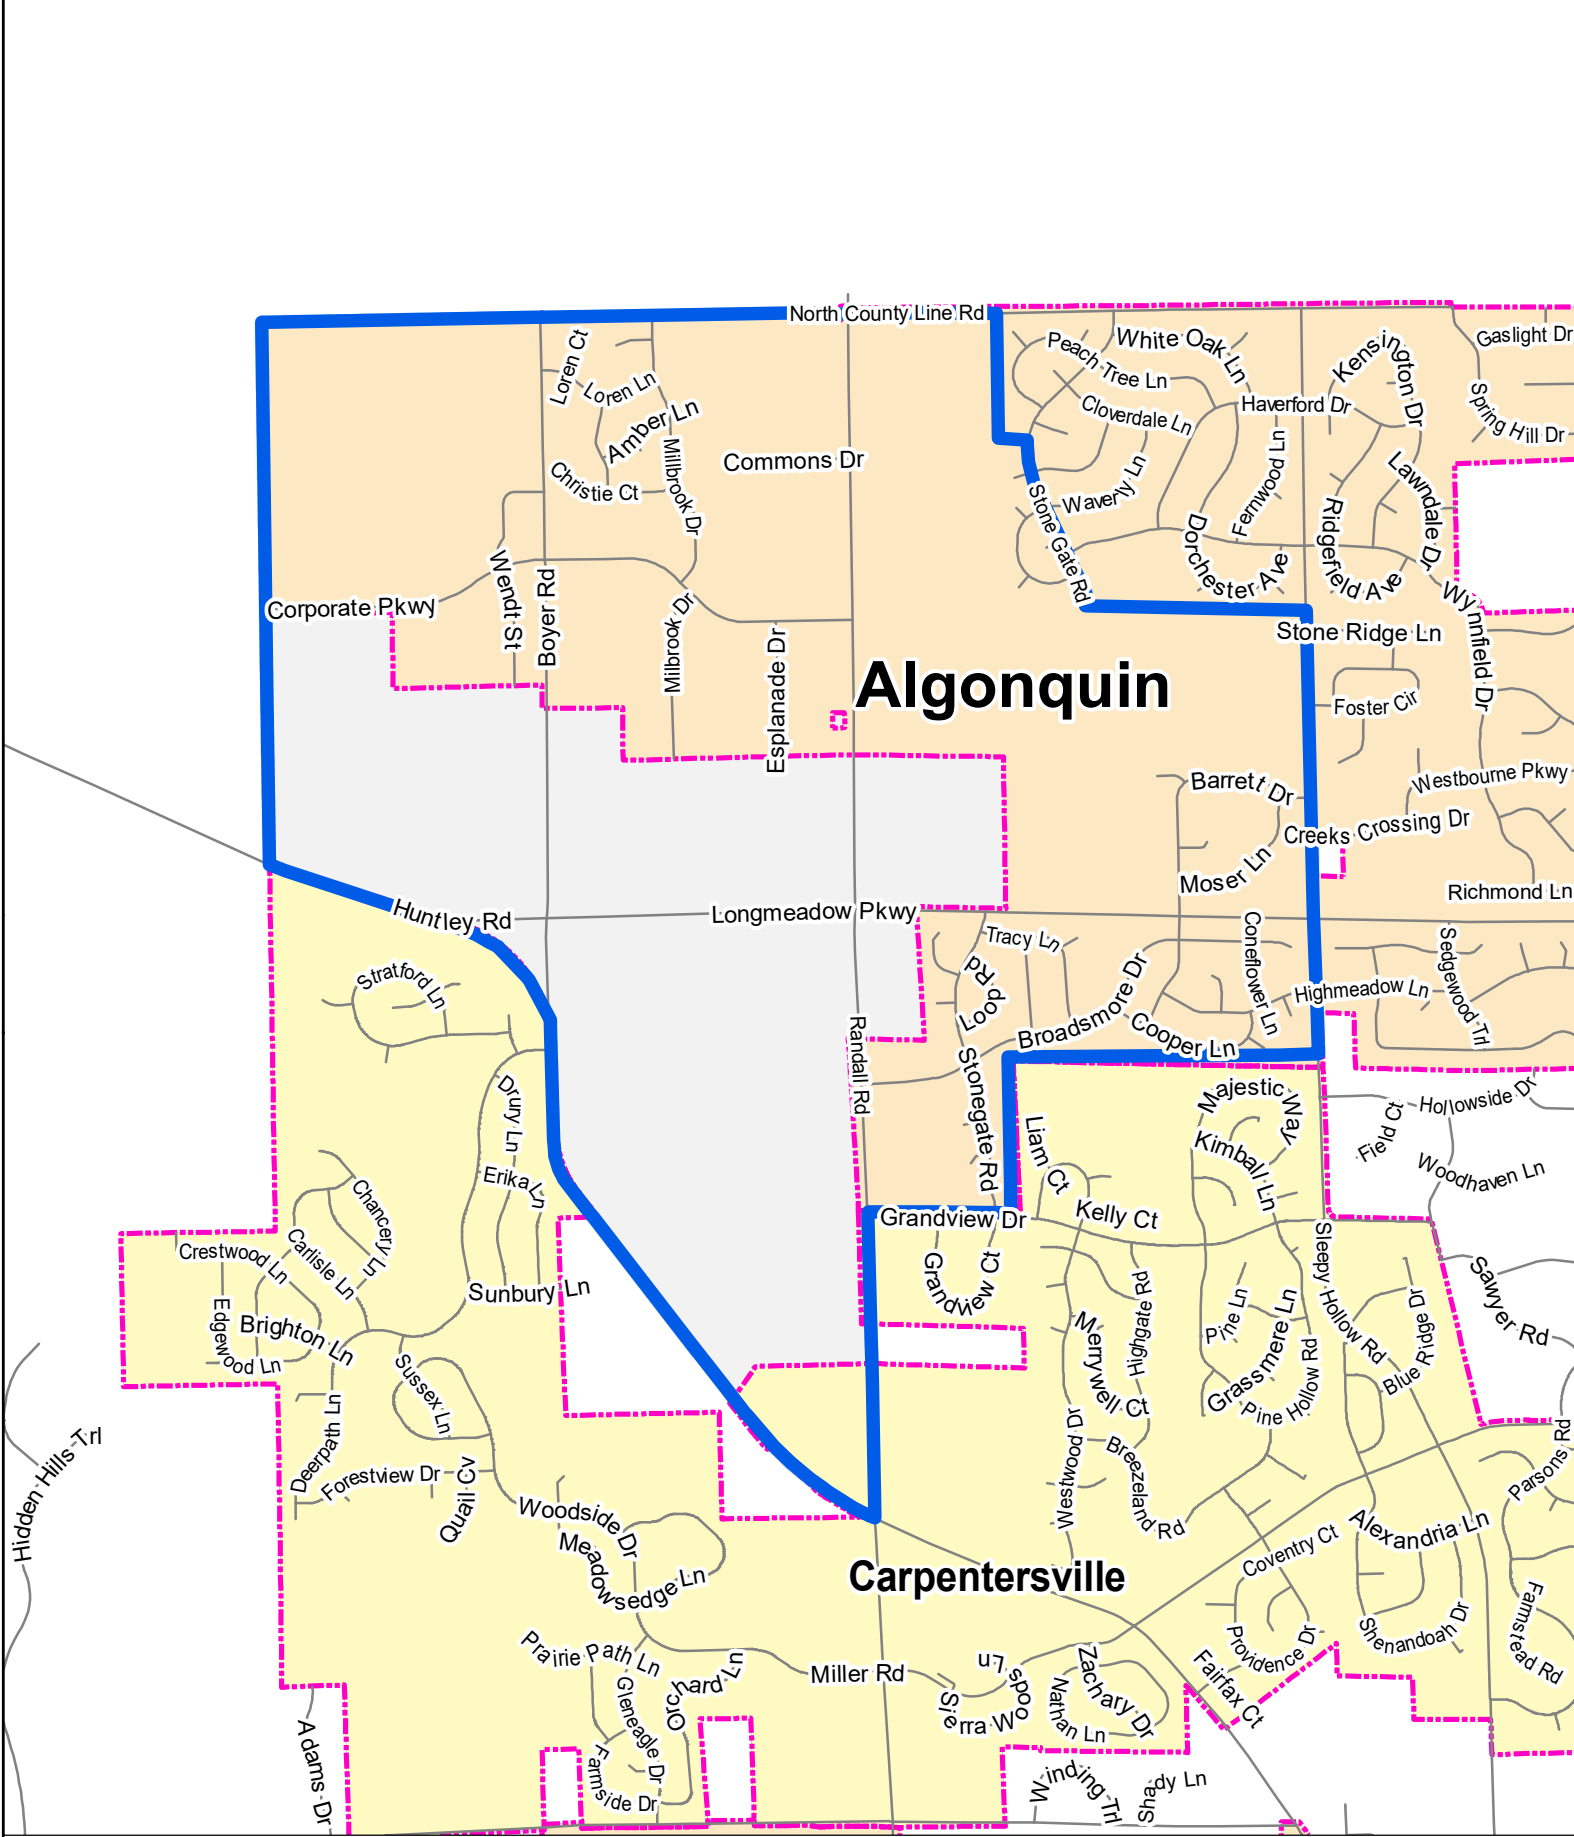 North County Line Rd
Loren Ct
Loren Ln
Amber Ln
Christie Ct
Millbrook Dr
Commons Dr
Peach Tree Ln
White Oak Ln
Cloverdale Ln
Waverly Ln
Haverford Dr
Fernwood Ln
Kensington Dr
Gaslight Dr
Spring Hill Dr
Lawndale Dr
Ridgefield Ave
Dorchester Ave
Stone Gate Rd
Wynnfield Dr
Corporate Pkwy
Wendt St
Boyer Rd
Millbrook Dr
Esplanade Dr
Algonquin
Stone Ridge Ln
Foster Cir
Westbourne Pkwy
Barrett Dr
Creeks Crossing Dr
Moser Ln
Richmond Ln
Huntley Rd
Longmeadow Pkwy
Tracy Ln
Loop Rd
Broadsmore Dr
Coneflower Ln
Cooper Ln
Highmeadow Ln
Sedgewood Trl
Stratford Ln
Randall Rd
Stonegate Rd
Drury Ln
Erika Ln
Liam Ct
Majestic Way
Kimball Ln
Hollowside Dr
Field Ct
Woodhaven Ln
Chancery Ln
Carlisle Ln
Crestwood Ln
Edgewood Ln
Brighton Ln
Sunbury Ln
Grandview Dr
Grandview Ct
Kelly Ct
Highgate Rd
Merrywell Ct
Pine Ln
Grassmere Ln
Pine Hollow Rd
Sleepy Hollow Rd
Blue Ridge Dr
Sawyer Rd
Sussex Ln
Deerpath Ln
Forestview Dr
Quail Cv
Hidden Hills Trl
Westwood Dr
Breezeland Rd
Parsons Rd
Woodside Dr
Meadowsedge Ln
Carpentersville
Coventry Ct
Alexandria Ln
Shenandoah Dr
Providence Dr
Fairfax Ct
Farmstead Rd
Prairie Path Ln
Gleneagle Dr
Orchard Ln
Farmside Dr
Miller Rd
Sierra Woods Ln
Zachary Dr
Nathan Ln
Adams Dr
Winding Trl
Shady Ln